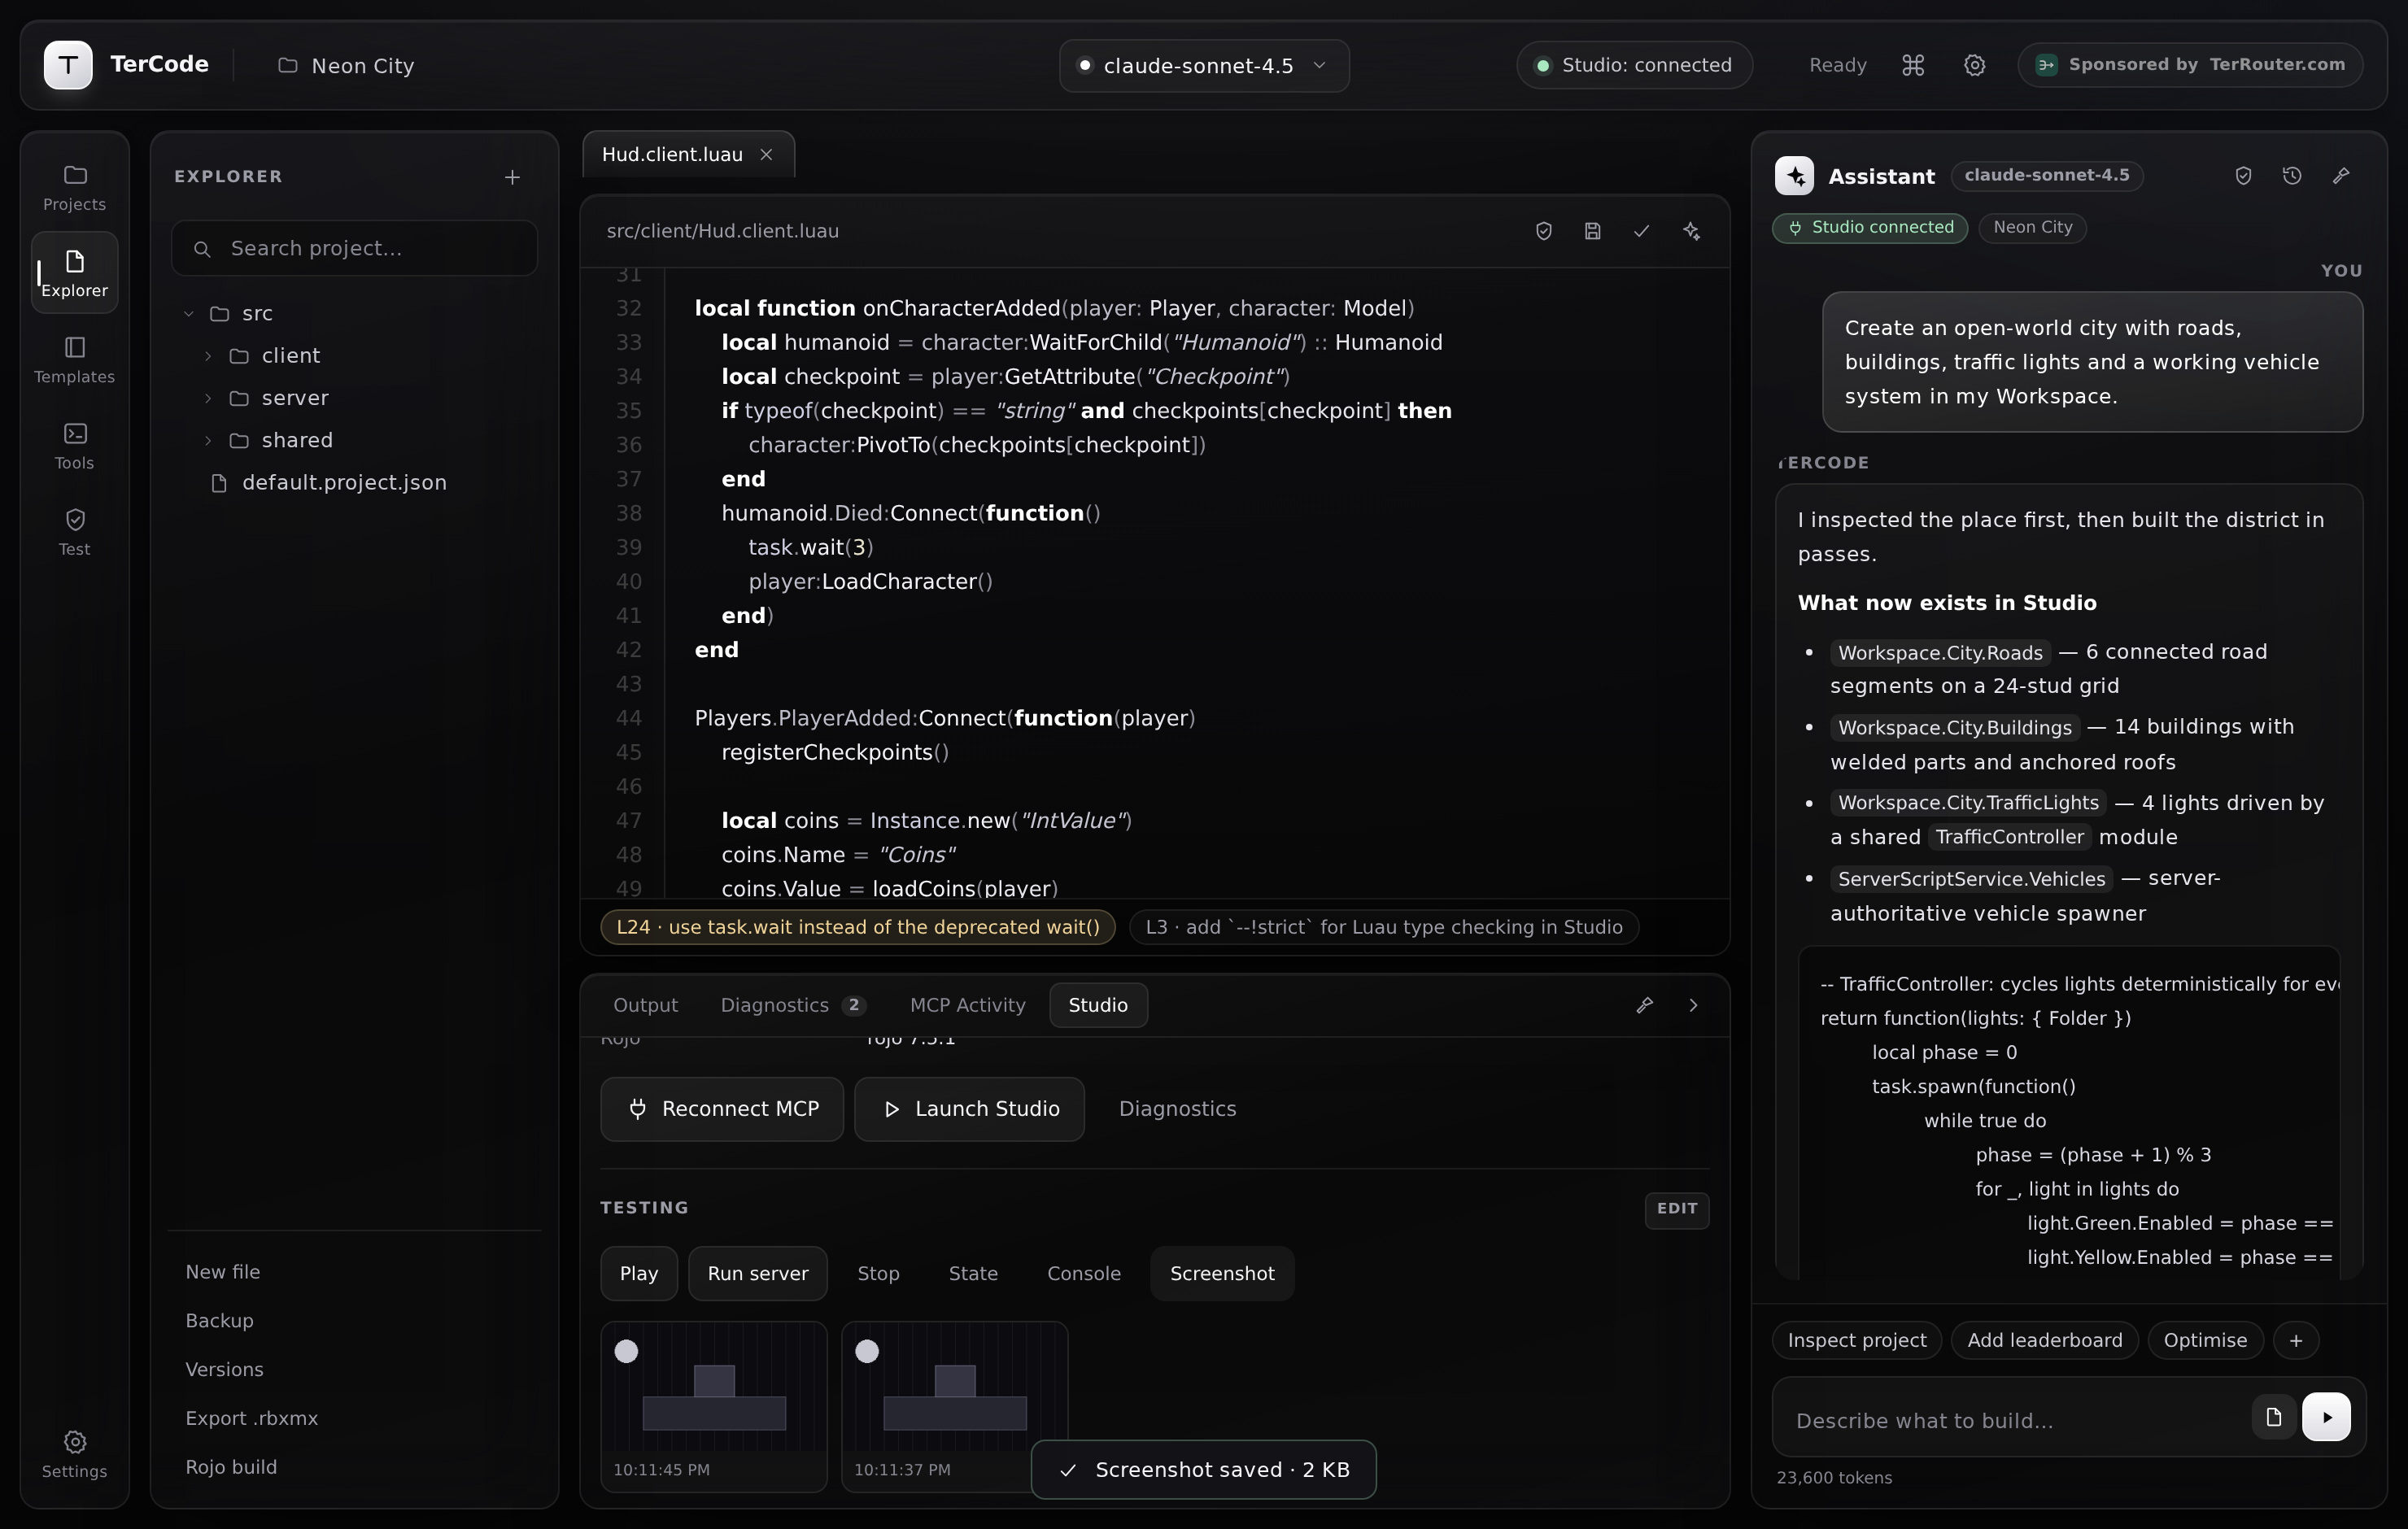 TerCode
Neon City
claude-sonnet-4.5
Studio: connected
Ready
Sponsored by TerRouter.com
Projects
Explorer
Templates
Tools
Test
Settings
EXPLORER
Search project...
src
client
server
shared
default.project.json
New file
Backup
Versions
Export .rbxmx
Rojo build
Hud.client.luau
src/client/Hud.client.luau
31
32 local function onCharacterAdded(player: Player, character: Model)
33 local humanoid = character:WaitForChild("Humanoid") :: Humanoid
34 local checkpoint = player:GetAttribute("Checkpoint")
35 if typeof(checkpoint) == "string" and checkpoints[checkpoint] then
36 character:PivotTo(checkpoints[checkpoint])
37 end
38 humanoid.Died:Connect(function()
39 task.wait(3)
40 player:LoadCharacter()
41 end)
42 end
43
44 Players.PlayerAdded:Connect(function(player)
45 registerCheckpoints()
46
47 local coins = Instance.new("IntValue")
48 coins.Name = "Coins"
49 coins.Value = loadCoins(player)
L24 · use task.wait instead of the deprecated wait()
L3 · add `--!strict` for Luau type checking in Studio
Output
Diagnostics 2
MCP Activity
Studio
Rojo
Reconnect MCP
Launch Studio
Diagnostics
TESTING
EDIT
Play
Run server
Stop
State
Console
Screenshot
10:11:45 PM
10:11:37 PM
Screenshot saved · 2 KB
Assistant
claude-sonnet-4.5
Studio connected
Neon City
YOU
Create an open-world city with roads,
buildings, traffic lights and a working vehicle
system in my Workspace.
TERCODE
I inspected the place first, then built the district in
passes.
What now exists in Studio
• Workspace.City.Roads — 6 connected road
segments on a 24-stud grid
• Workspace.City.Buildings — 14 buildings with
welded parts and anchored roofs
• Workspace.City.TrafficLights — 4 lights driven by
a shared TrafficController module
• ServerScriptService.Vehicles — server-
authoritative vehicle spawner
-- TrafficController: cycles lights deterministically for
return function(lights: { Folder })
local phase = 0
task.spawn(function()
while true do
phase = (phase + 1) % 3
for _, light in lights do
light.Green.Enabled = phase ==
light.Yellow.Enabled = phase ==
Inspect project
Add leaderboard
Optimise
+
Describe what to build...
23,600 tokens